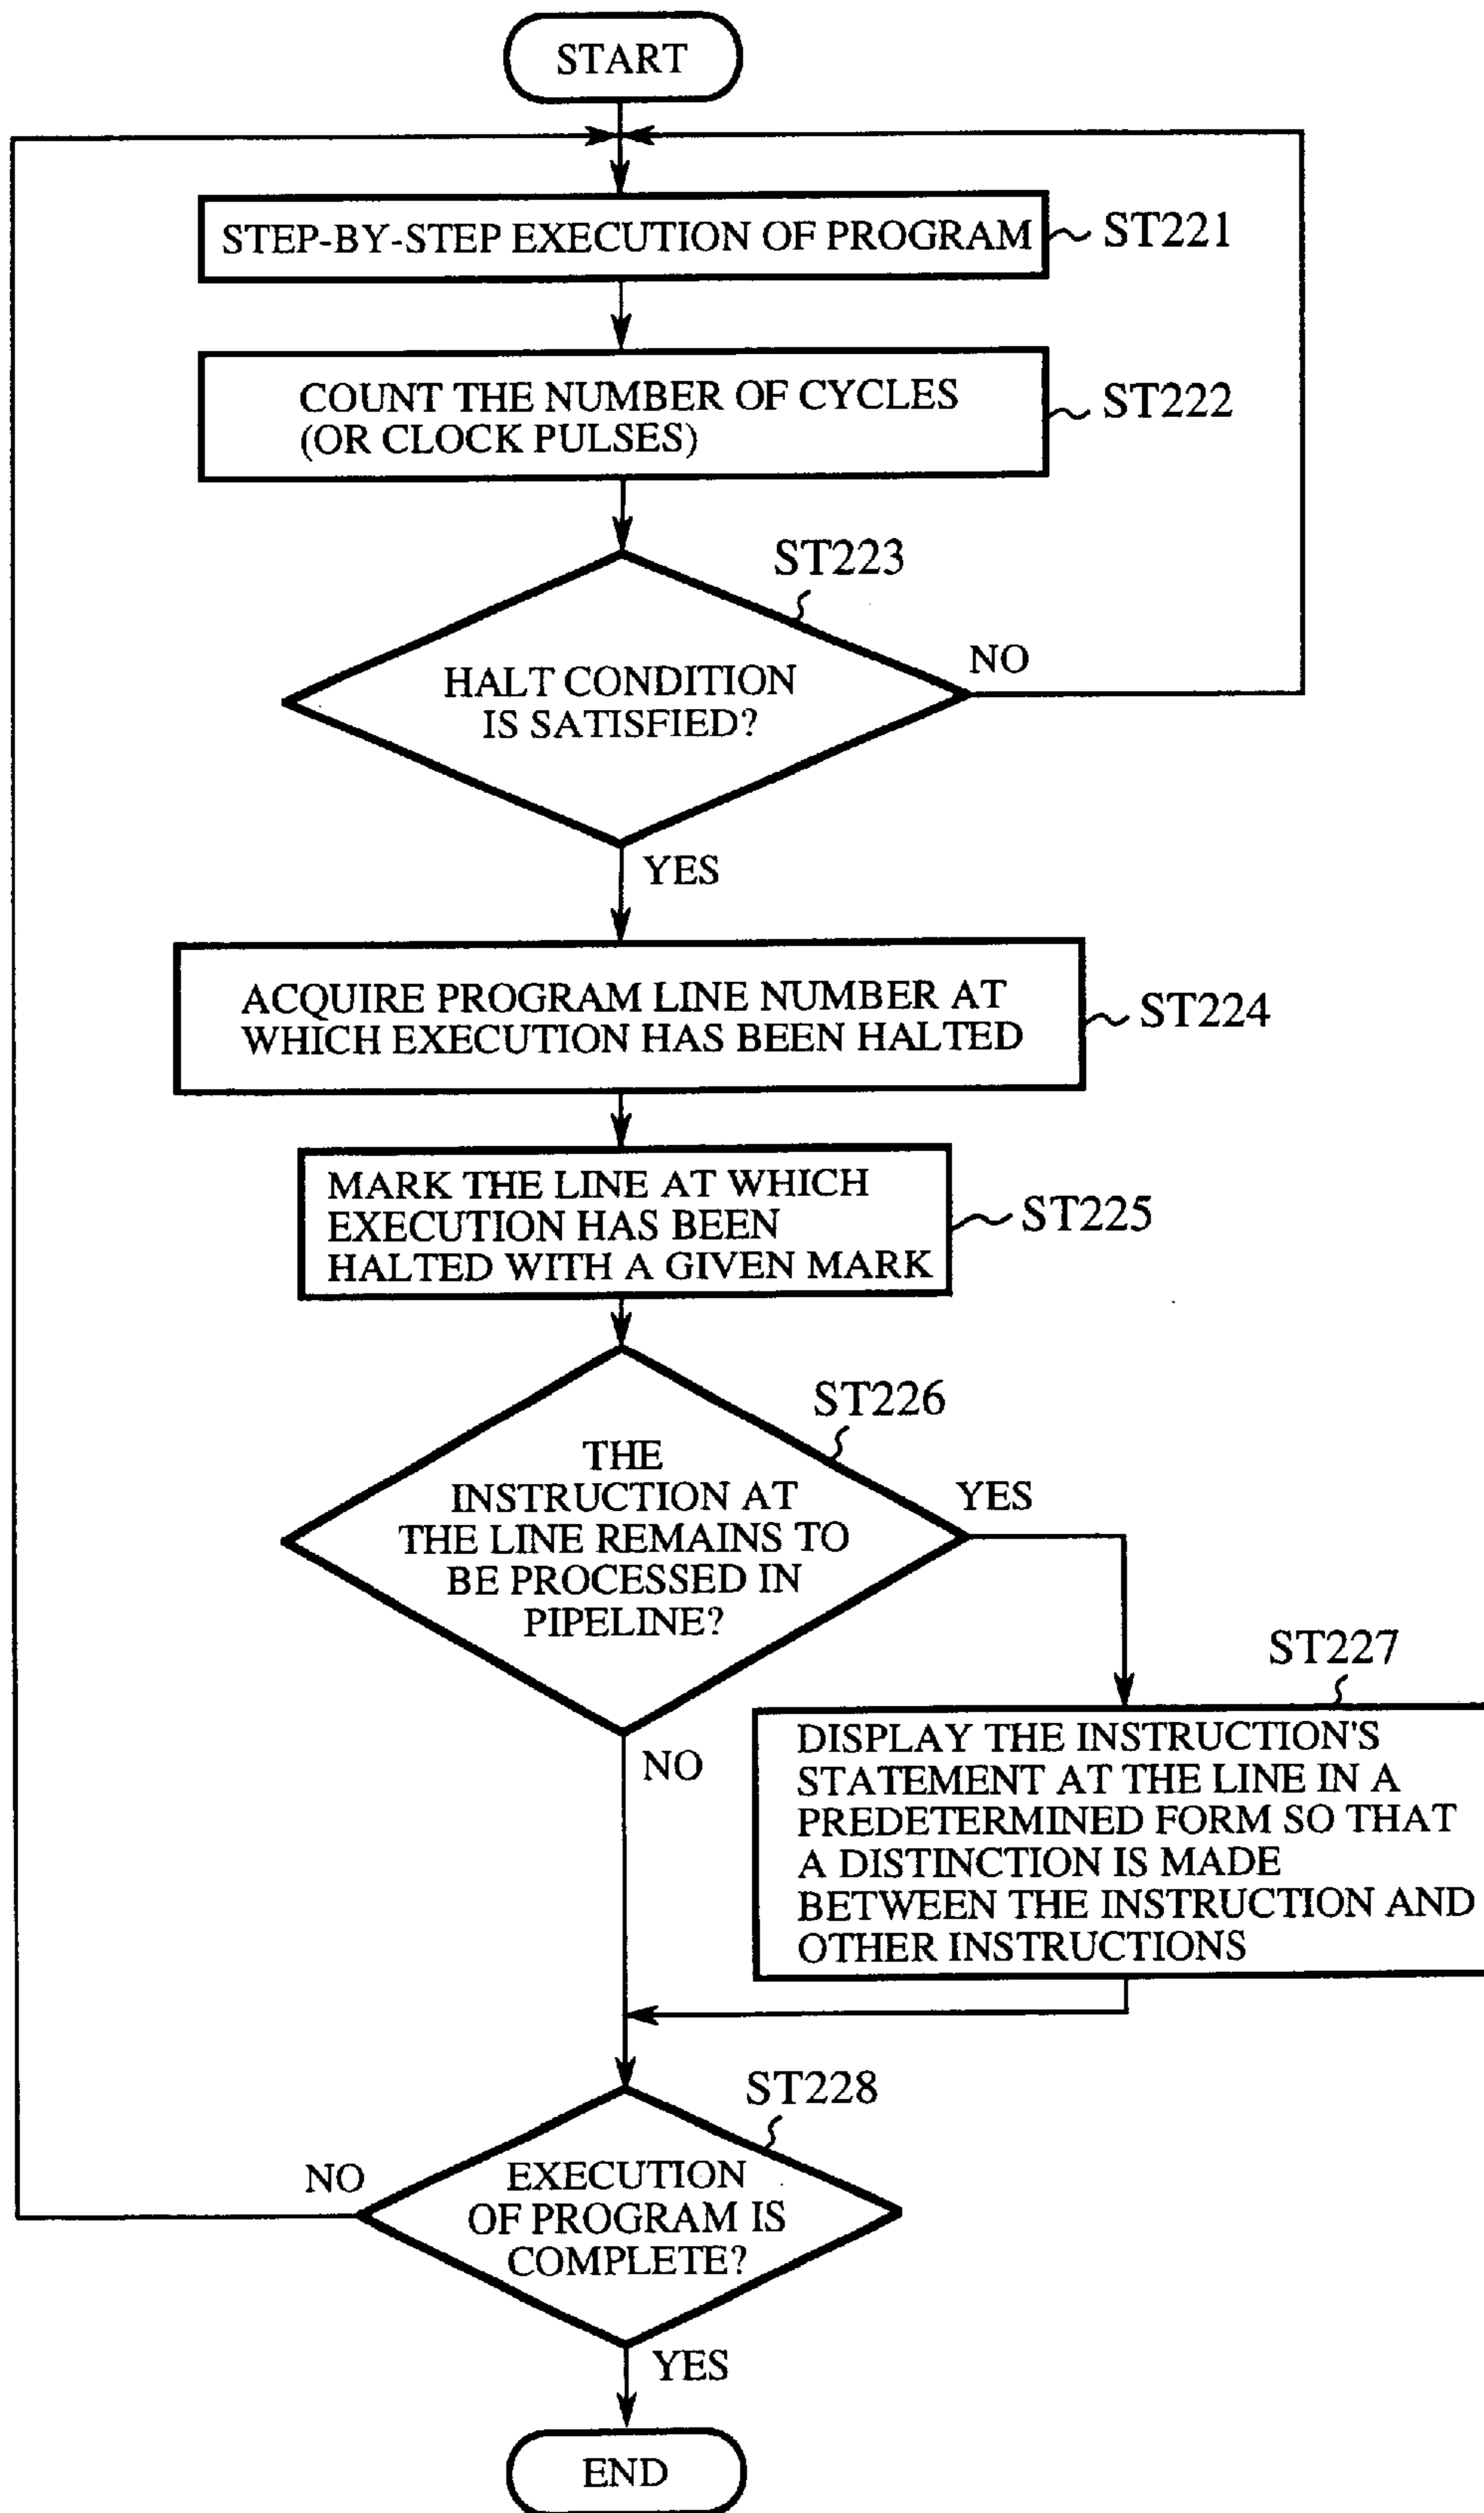 START
STEP-BY-STEP EXECUTION OF PROGRAM
ST221
COUNT THE NUMBER OF CYCLES
(OR CLOCK PULSES)
ST222
ST223
HALT CONDITION
IS SATISFIED?
NO
YES
ACQUIRE PROGRAM LINE NUMBER AT
WHICH EXECUTION HAS BEEN HALTED
ST224
MARK THE LINE AT WHICH
EXECUTION HAS BEEN
HALTED WITH A GIVEN MARK
ST225
ST226
THE
INSTRUCTION AT
THE LINE REMAINS TO
BE PROCESSED IN
PIPELINE?
YES
NO
ST227
DISPLAY THE INSTRUCTION'S
STATEMENT AT THE LINE IN A
PREDETERMINED FORM SO THAT
A DISTINCTION IS MADE
BETWEEN THE INSTRUCTION AND
OTHER INSTRUCTIONS
ST228
NO
EXECUTION
OF PROGRAM IS
COMPLETE?
YES
END